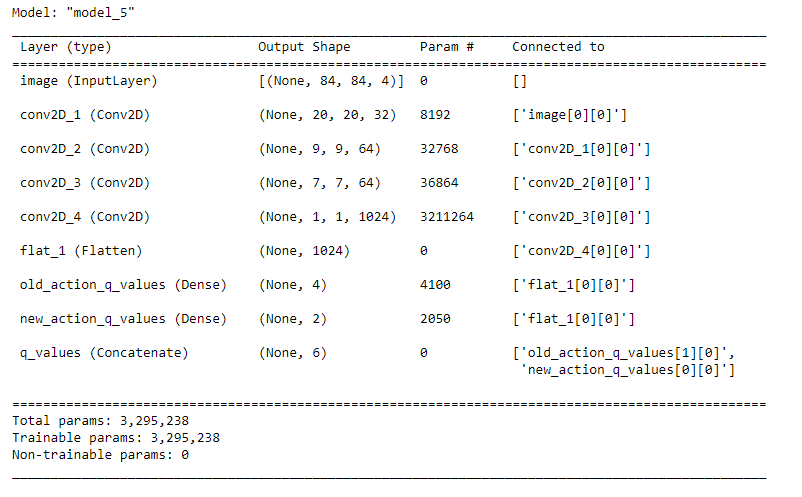 Model: "model_5"
Layer (type) Output Shape Param # Connected to
image (InputLayer) [(None, 84, 84, 4)] 0 []
conv2D_1 (Conv2D) (None, 20, 20, 32) 8192 ['image[0][0]']
conv2D_2 (Conv2D) (None, 9, 9, 64) 32768 ['conv2D_1[0][0]']
conv2D_3 (Conv2D) (None, 7, 7, 64) 36864 ['conv2D_2[0][0]']
conv2D_4 (Conv2D) (None, 1, 1, 1024) 3211264 ['conv2D_3[0][0]']
flat_1 (Flatten) (None, 1024) 0 ['conv2D_4[0][0]']
old_action_q_values (Dense) (None, 4) 4100 ['flat_1[0][0]']
new_action_q_values (Dense) (None, 2) 2050 ['flat_1[0][0]']
q_values (Concatenate) (None, 6) 0 ['old_action_q_values[1][0]',
'new_action_q_values[0][0]']
Total params: 3,295,238
Trainable params: 3,295,238
Non-trainable params: 0